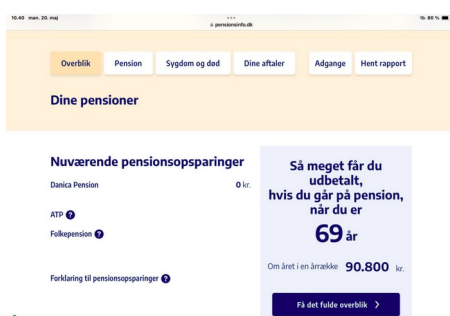 10.40 man. 20. maj
pensionsinfo.dk
80 %
Overblik
Pension
Sygdom og død
Dine aftaler
Adgange
Hent rapport
Dine pensioner
Nuværende pensionsopsparinger
Danica Pension 0 kr.
ATP ?
Folkepension ?
Forklaring til pensionsopsparinger ?
Så meget får du
udbetalt,
hvis du går på pension,
når du er
69 år
Om året i en årrække 90.800 kr.
Få det fulde overblik >